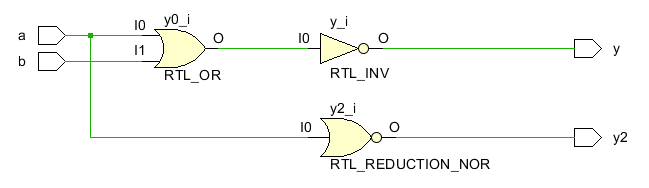 y0_i
y_i
a
I0
O
I0
O
y
b
I1
RTL_OR
RTL_INV
y2_i
I0
O
y2
RTL_REDUCTION_NOR